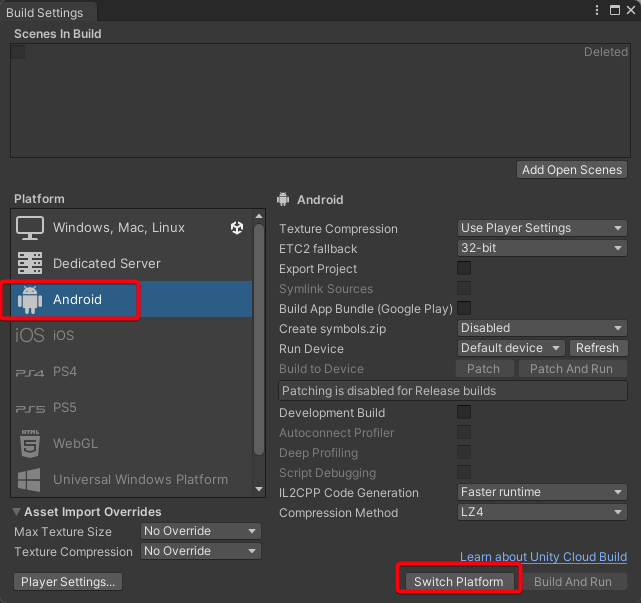 Build Settings
Scenes In Build
Deleted
Add Open Scenes
Platform
Windows, Mac, Linux
Dedicated Server
Android
iOS iOS
PS4 PS4
PS5 PS5
HTML 5 WebGL
Universal Windows Platform
Android
Texture Compression Use Player Settings
ETC2 fallback 32-bit
Export Project
Symlink Sources
Build App Bundle (Google Play)
Create symbols.zip Disabled
Run Device Default device Refresh
Build to Device Patch Patch And Run
Patching is disabled for Release builds
Development Build
Autoconnect Profiler
Deep Profiling
Script Debugging
IL2CPP Code Generation Faster runtime
Compression Method LZ4
Asset Import Overrides
Max Texture Size No Override
Texture Compression No Override
Learn about Unity Cloud Build
Player Settings...
Switch Platform
Build And Run